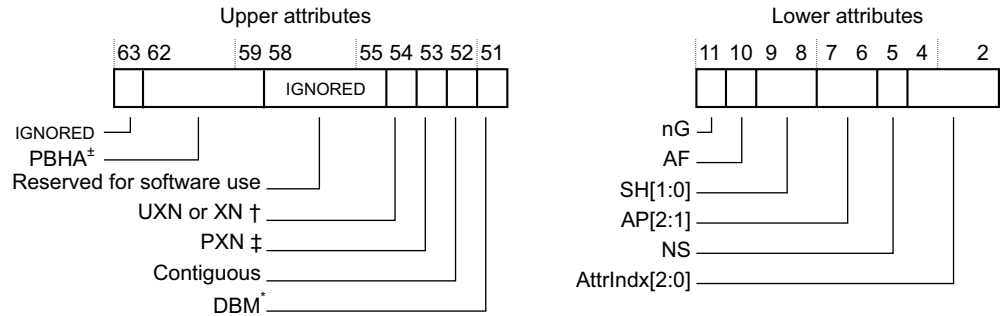 Upper attributes
Lower attributes
63 62 59 58 55 54 53 52 51
11 10 9 8 7 6 5 4 2
IGNORED
IGNORED
PBHA±
Reserved for software use
UXN or XN †
PXN ‡
Contiguous
DBM*
nG
AF
SH[1:0]
AP[2:1]
NS
AttrIndx[2:0]